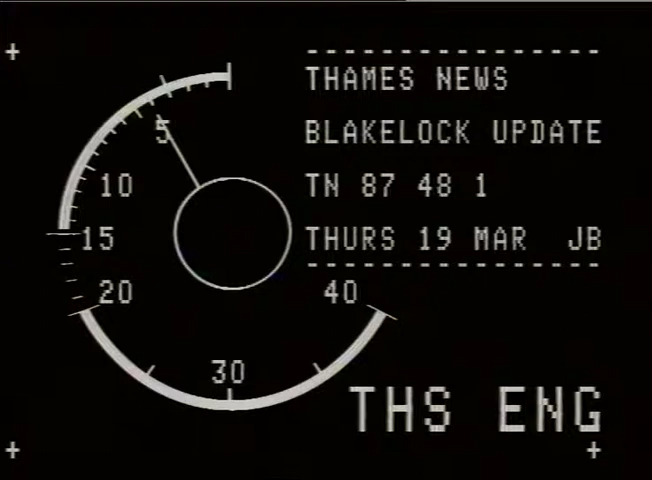 THAMES NEWS
BLAKELOCK UPDATE
TN 87 48 1
THURS 19 MAR JB
5
10
15
20
30
40
THS ENG